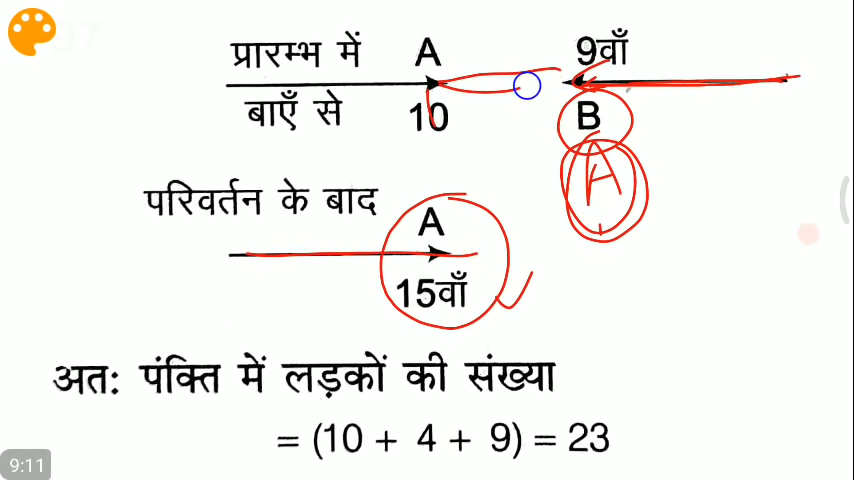 प्रारम्भ में A 9वाँ
बाएँ से 10 B
A
परिवर्तन के बाद A
15वाँ
अतः पंक्ति में लड़कों की संख्या
= (10 + 4 + 9) = 23
9:11